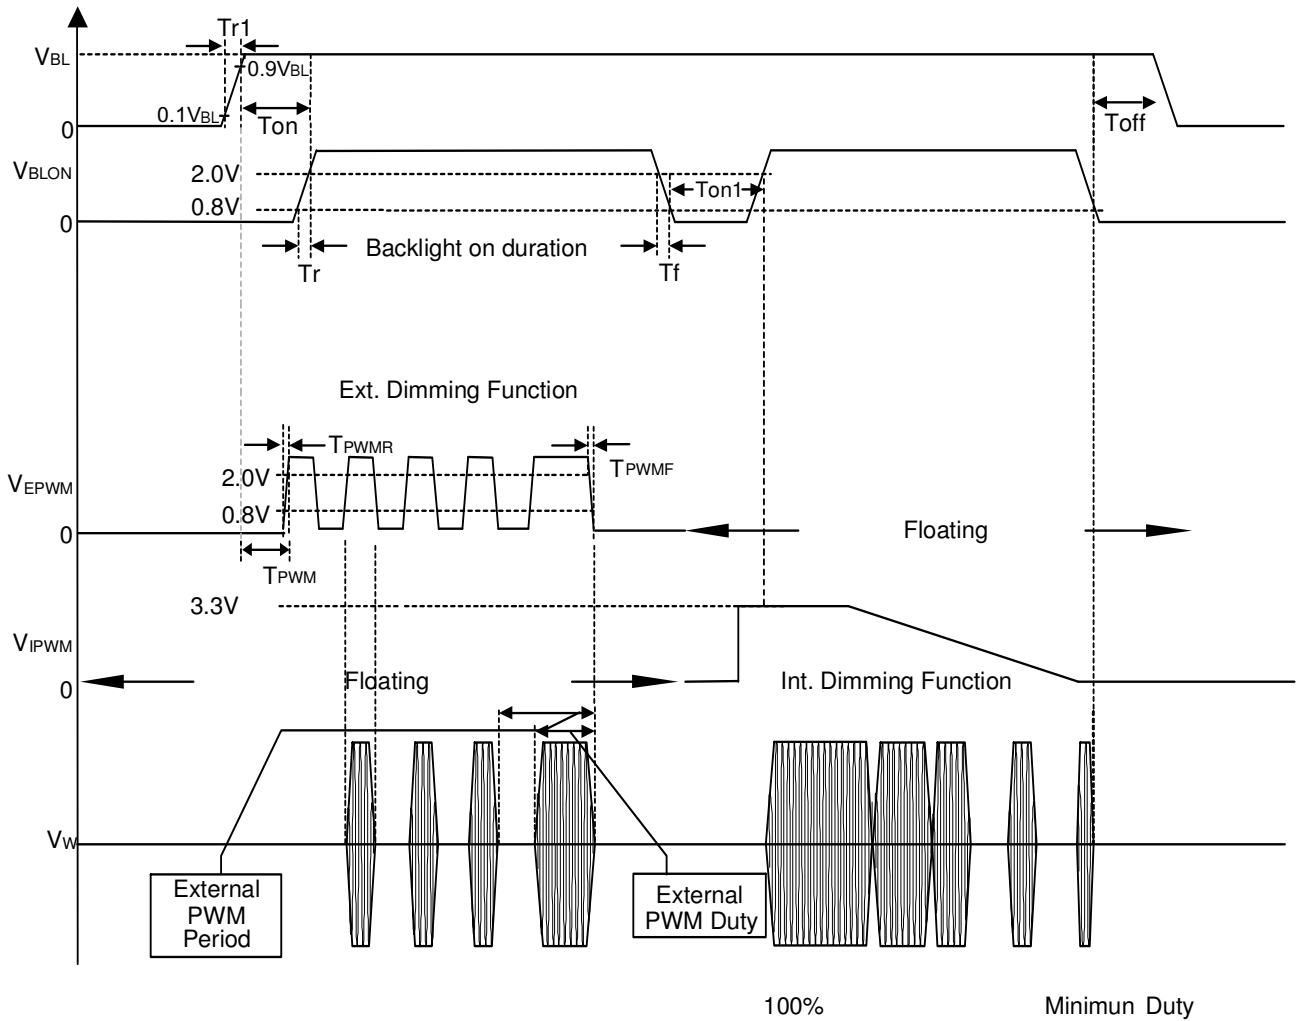 Tr1
VBL
0.9VBL
0.1VBL
0
Ton
Toff
VBLON
2.0V
Ton1
0.8V
0
Backlight on duration
Tr
Tf
Ext. Dimming Function
TPWMR
TPWMF
VEPWM
2.0V
0.8V
0
Floating
TPWM
3.3V
VIPWM
0
Floating
Int. Dimming Function
VW
External
PWM
Period
External
PWM Duty
100%
Minimun Duty